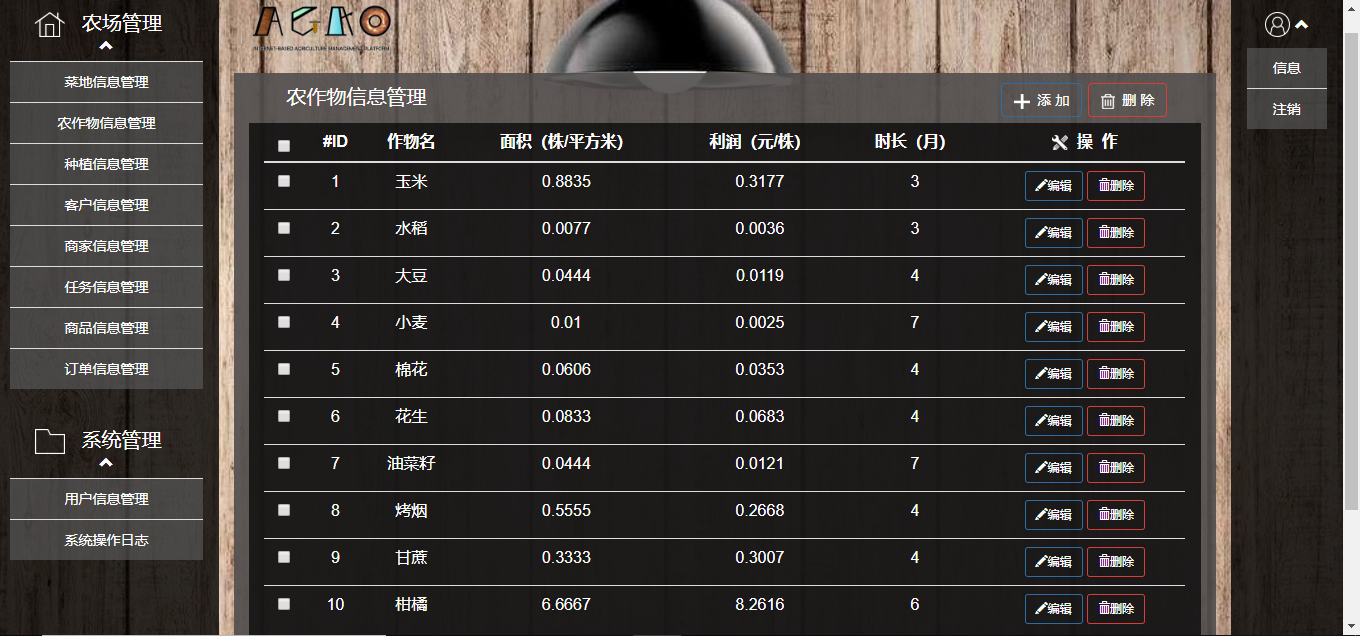 农场管理
菜地信息管理
农作物信息管理
种植信息管理
客户信息管理
商家信息管理
任务信息管理
商品信息管理
订单信息管理
系统管理
用户信息管理
系统操作日志
AGRO
INTERNET-BASED AGRICULTURE MANAGEMENT PLATFORM
农作物信息管理
添 加 删 除
#ID 作物名 面积（株/平方米） 利润（元/株） 时长（月） 操 作
1 玉米 0.8835 0.3177 3 编辑 删除
2 水稻 0.0077 0.0036 3 编辑 删除
3 大豆 0.0444 0.0119 4 编辑 删除
4 小麦 0.01 0.0025 7 编辑 删除
5 棉花 0.0606 0.0353 4 编辑 删除
6 花生 0.0833 0.0683 4 编辑 删除
7 油菜籽 0.0444 0.0121 7 编辑 删除
8 烤烟 0.5555 0.2668 4 编辑 删除
9 甘蔗 0.3333 0.3007 4 编辑 删除
10 柑橘 6.6667 8.2616 6 编辑 删除
信息
注销